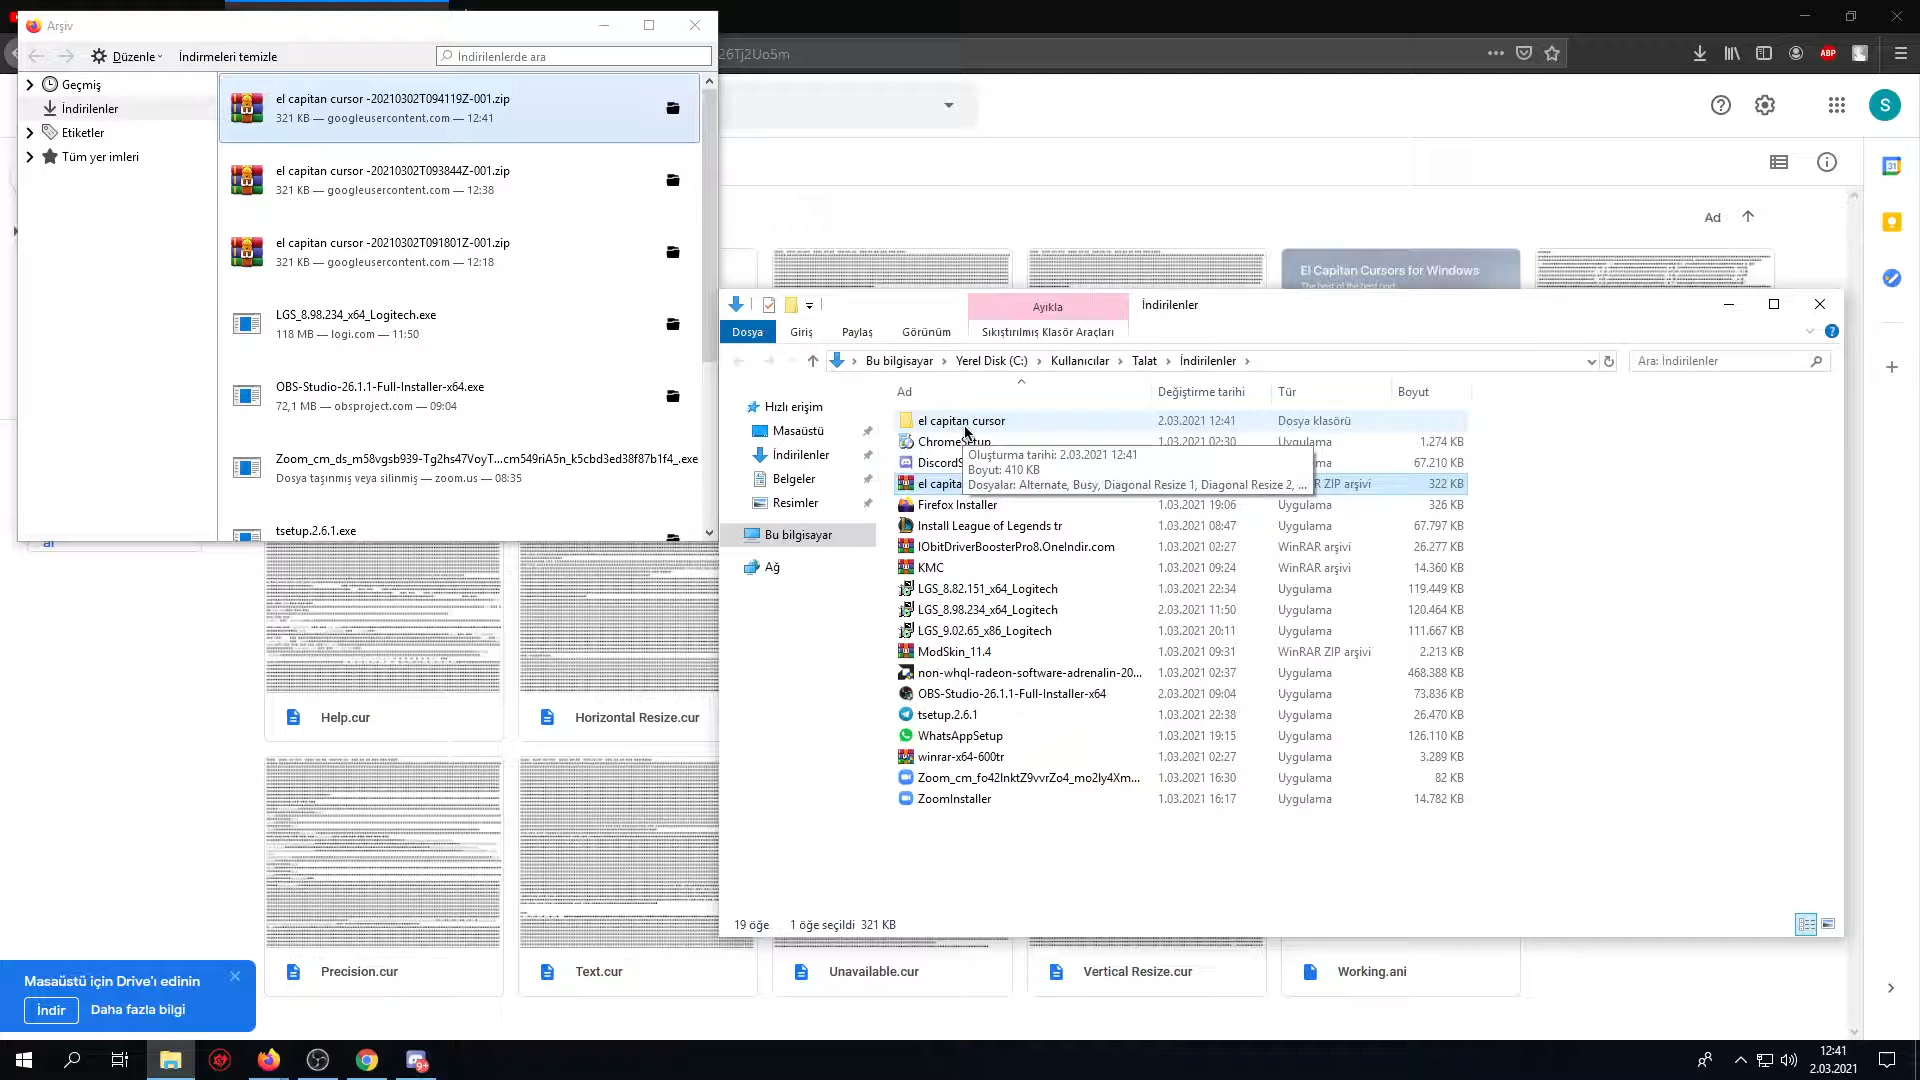 Arşiv
Düzenle
İndirmeleri temizle
İndirilenlerde ara
26Tj2Uo5m
ABP
Geçmiş
İndirilenler
Etiketler
Tüm yer imleri
el capitan cursor -20210302T094119Z-001.zip
321 KB — googleusercontent.com — 12:41
el capitan cursor -20210302T093844Z-001.zip
321 KB — googleusercontent.com — 12:38
el capitan cursor -20210302T091801Z-001.zip
321 KB — googleusercontent.com — 12:18
LGS_8.98.234_x64_Logitech.exe
118 MB — logi.com — 11:50
OBS-Studio-26.1.1-Full-Installer-x64.exe
72,1 MB — obsproject.com — 09:04
Zoom_cm_ds_m58vgsb939-Tg2hs47VoyT...cm549riA5n_k5cbd3ed38f87b1f4_.exe
Dosya taşınmış veya silinmiş — zoom.us — 08:35
tsetup.2.6.1.exe
S
31
Ad
El Capitan Cursors for Windows
Ayıkla
İndirilenler
Dosya
Giriş
Paylaş
Görünüm
Sıkıştırılmış Klasör Araçları
Bu bilgisayar
Yerel Disk (C:)
Kullanıcılar
Talat
İndirilenler
Ara: İndirilenler
Hızlı erişim
Masaüstü
İndirilenler
Belgeler
Resimler
Bu bilgisayar
Ağ
Ad Değiştirme tarihi Tür Boyut
el capitan cursor 2.03.2021 12:41 Dosya klasörü
ChromeSetup 1.03.2021 02:30 Uygulama 1.274 KB
DiscordS 67.210 KB
el capita R ZIP arşivi 322 KB
Oluşturma tarihi: 2.03.2021 12:41
Boyut: 410 KB
Dosyalar: Alternate, Busy, Diagonal Resize 1, Diagonal Resize 2, ...
Firefox Installer 1.03.2021 19:06 Uygulama 326 KB
Install League of Legends tr 1.03.2021 08:47 Uygulama 67.797 KB
IObitDriverBoosterPro8.OneIndir.com 1.03.2021 02:27 WinRAR arşivi 26.277 KB
KMC 1.03.2021 09:24 WinRAR arşivi 14.360 KB
LGS_8.82.151_x64_Logitech 1.03.2021 22:34 Uygulama 119.449 KB
LGS_8.98.234_x64_Logitech 2.03.2021 11:50 Uygulama 120.464 KB
LGS_9.02.65_x86_Logitech 1.03.2021 20:11 Uygulama 111.667 KB
ModSkin_11.4 1.03.2021 09:31 WinRAR ZIP arşivi 2.213 KB
non-whql-radeon-software-adrenalin-20... 1.03.2021 02:37 Uygulama 468.388 KB
OBS-Studio-26.1.1-Full-Installer-x64 2.03.2021 09:04 Uygulama 73.836 KB
tsetup.2.6.1 1.03.2021 22:38 Uygulama 26.470 KB
WhatsAppSetup 1.03.2021 19:15 Uygulama 126.110 KB
winrar-x64-600tr 1.03.2021 02:27 Uygulama 3.289 KB
Zoom_cm_fo42lnktZ9vvrZo4_mo2ly4Xm... 1.03.2021 16:30 Uygulama 82 KB
ZoomInstaller 1.03.2021 16:17 Uygulama 14.782 KB
19 öğe 1 öğe seçildi 321 KB
Help.cur
Horizontal Resize.cur
Precision.cur
Text.cur
Unavailable.cur
Vertical Resize.cur
Working.ani
Masaüstü için Drive'ı edinin
İndir
Daha fazla bilgi
9+
12:41
2.03.2021